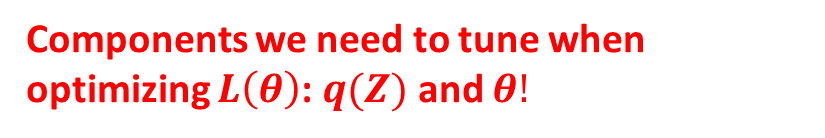 Components we need to tune when
optimizing L(θ): q(Z) and θ!